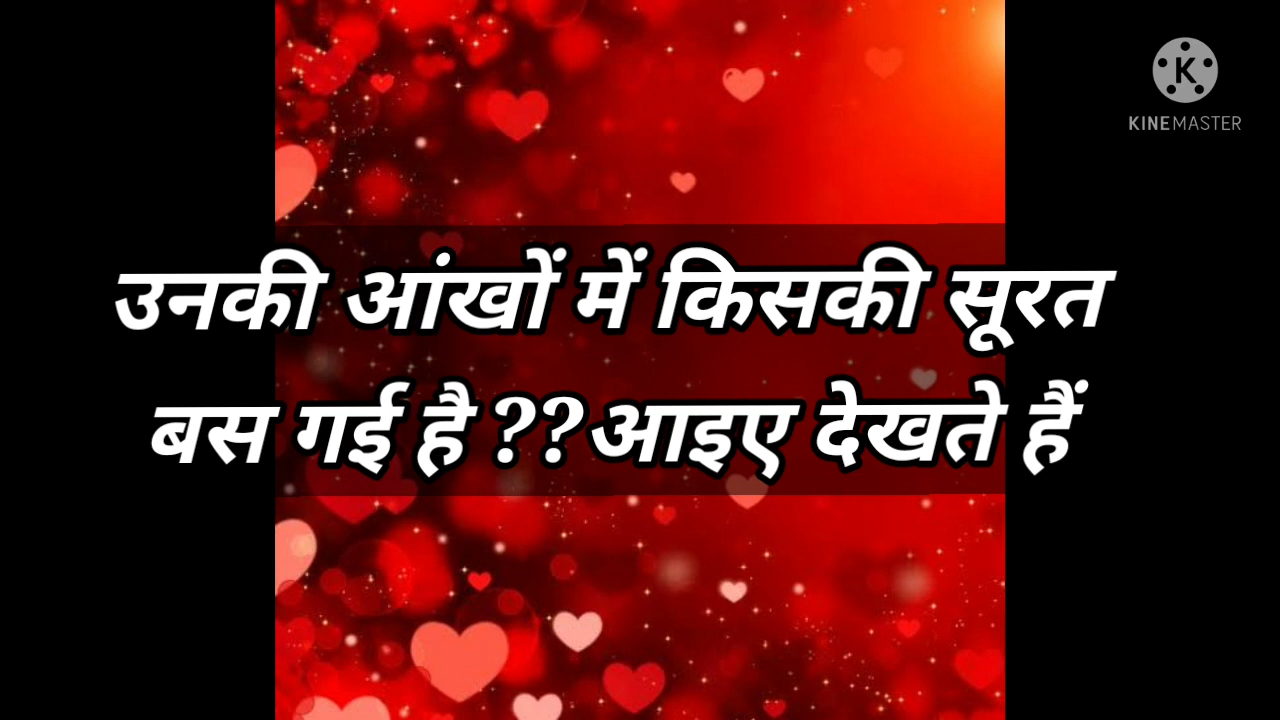 K
KINEMASTER
उनकी आंखों में किसकी सूरत
बस गई है ??आइए देखते हैं